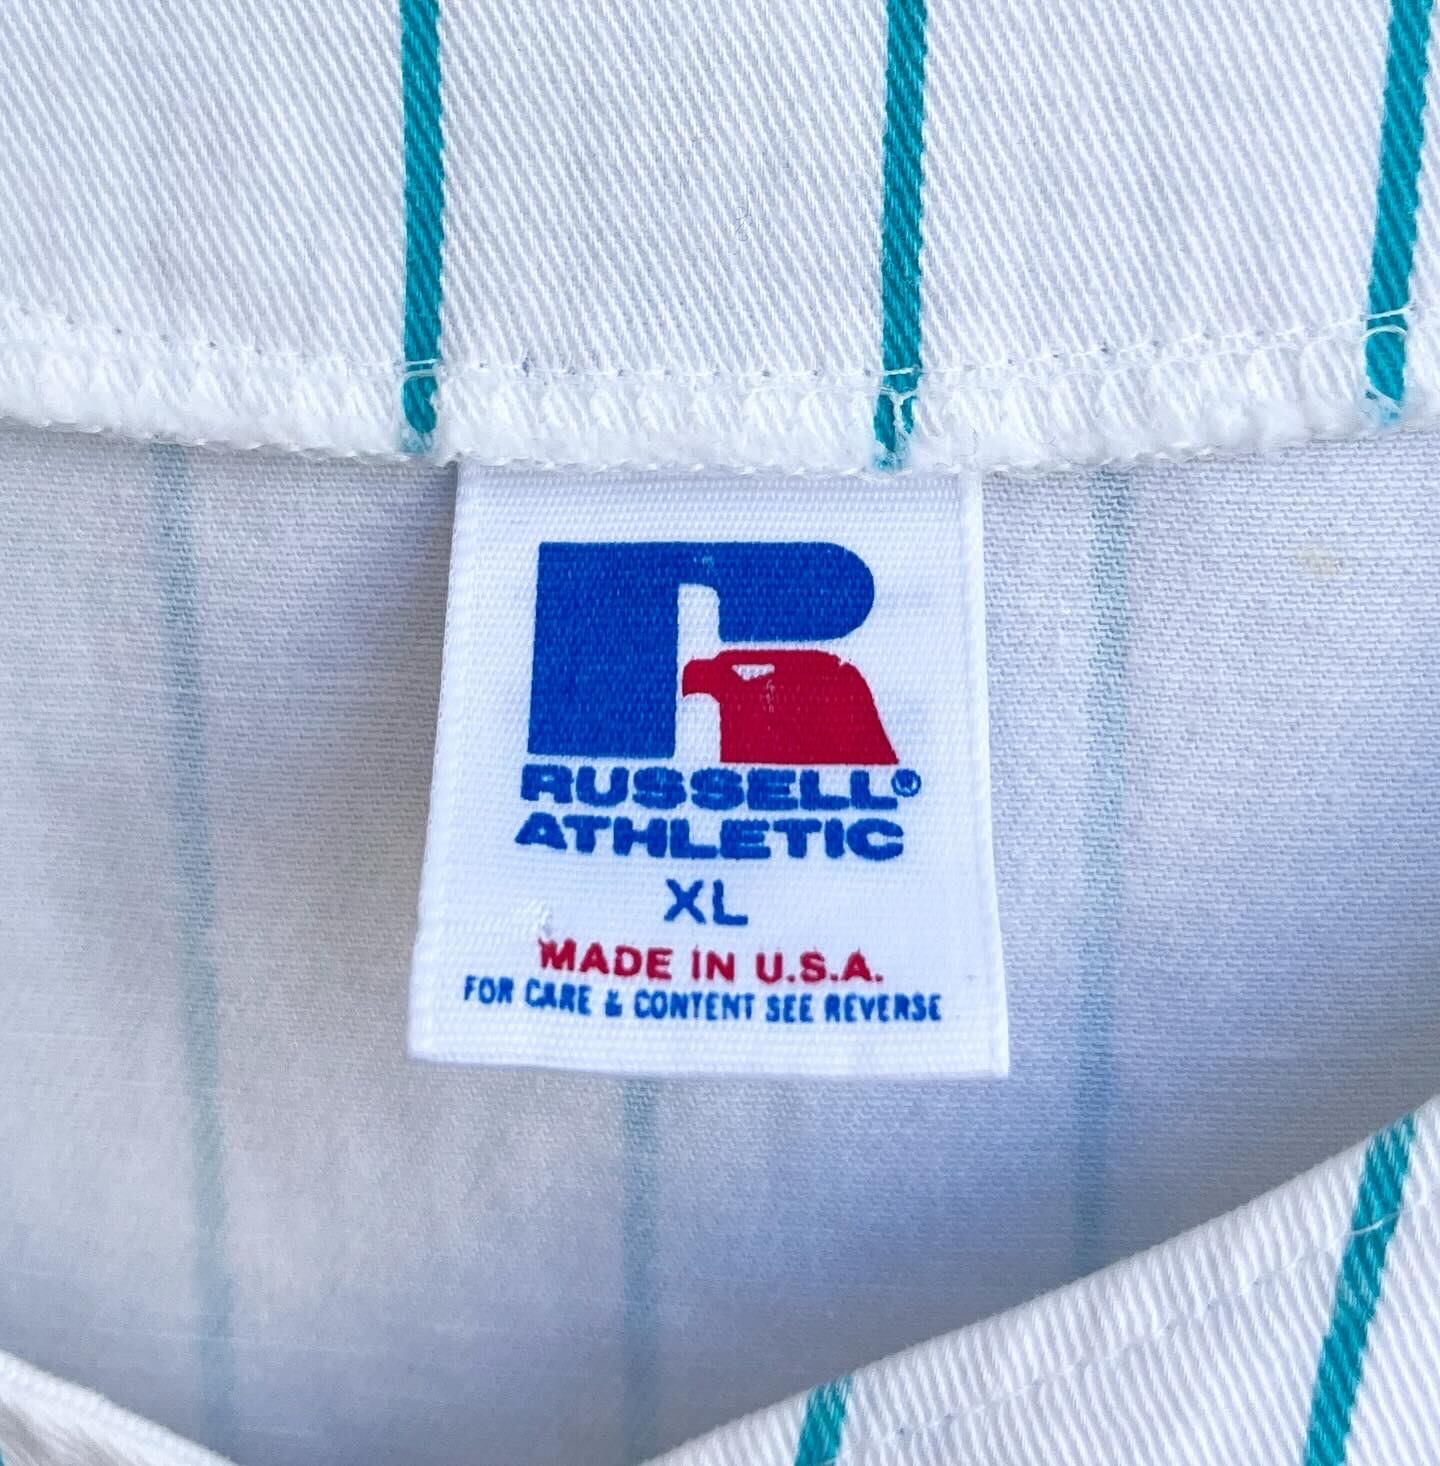 RUSSELL®
ATHLETIC
XL
MADE IN U.S.A.
FOR CARE & CONTENT SEE REVERSE